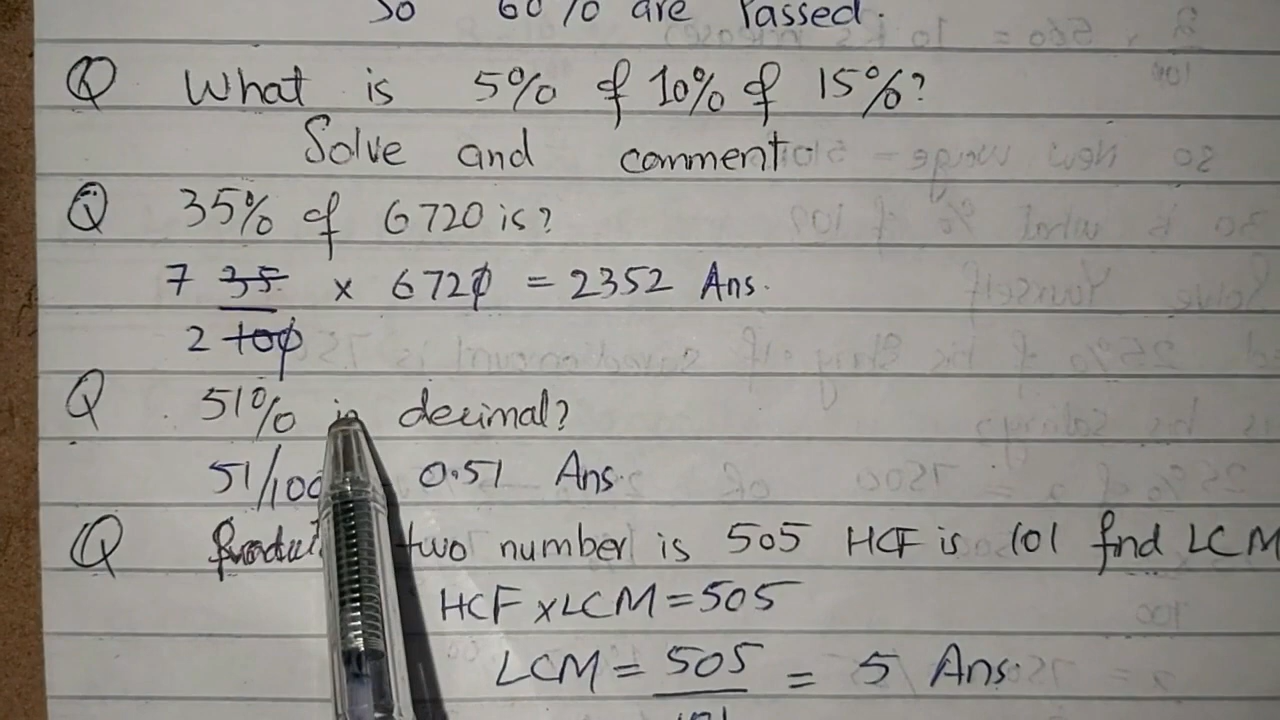 So 60% are Passed.
Q What is 5% of 10% of 15%?
Solve and comment
Q 35% of 6720 is?
7 35 x 6720 = 2352 Ans.
2 100
Q 51% in decimal?
51/100 0.51 Ans.
Q two number is 505 HCF is 101 find LCM
HCF x LCM = 505
LCM = 505 = 5 Ans.
101